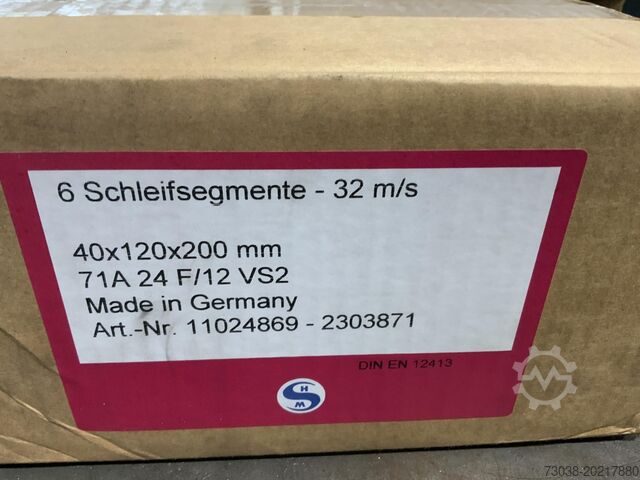 6 Schleifsegmente - 32 m/s
40x120x200 mm
71A 24 F/12 VS2
Made in Germany
Art.-Nr. 11024869 - 2303871
DIN EN 12413
H
S
M
73038-20217880